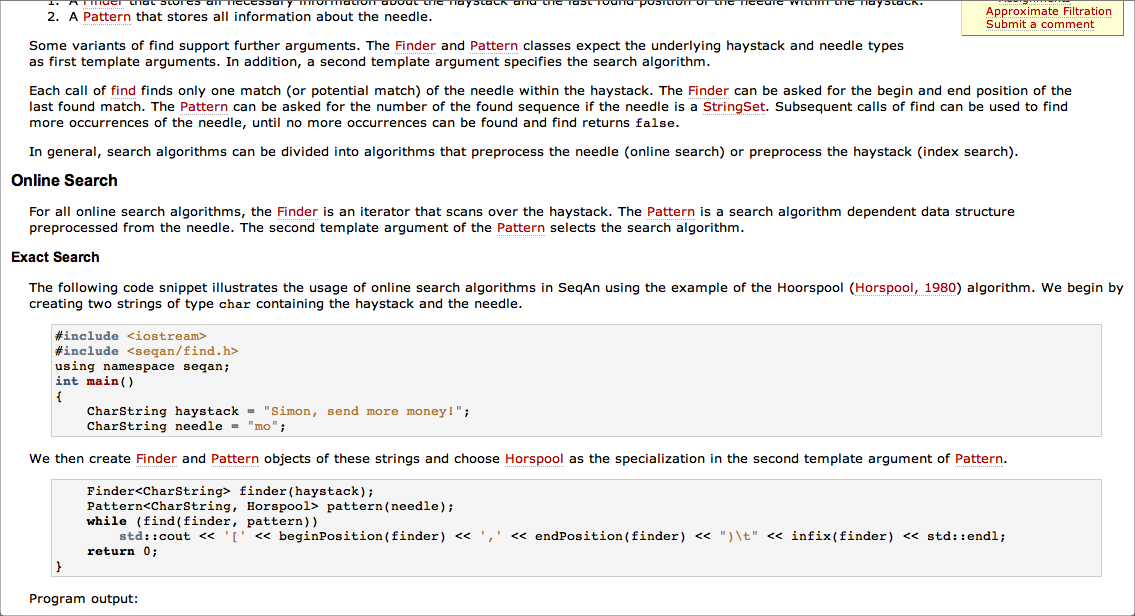 1. A Finder that stores all necessary information about the haystack and the last found position of the needle within the haystack.
2. A Pattern that stores all information about the needle.
Approximate Filtration
Submit a comment
Some variants of find support further arguments. The Finder and Pattern classes expect the underlying haystack and needle types
as first template arguments. In addition, a second template argument specifies the search algorithm.
Each call of find finds only one match (or potential match) of the needle within the haystack. The Finder can be asked for the begin and end position of the
last found match. The Pattern can be asked for the number of the found sequence if the needle is a StringSet. Subsequent calls of find can be used to find
more occurrences of the needle, until no more occurrences can be found and find returns false.
In general, search algorithms can be divided into algorithms that preprocess the needle (online search) or preprocess the haystack (index search).
Online Search
For all online search algorithms, the Finder is an iterator that scans over the haystack. The Pattern is a search algorithm dependent data structure
preprocessed from the needle. The second template argument of the Pattern selects the search algorithm.
Exact Search
The following code snippet illustrates the usage of online search algorithms in SeqAn using the example of the Hoorspool (Horspool, 1980) algorithm. We begin by
creating two strings of type char containing the haystack and the needle.
#include <iostream>
#include <seqan/find.h>
using namespace seqan;
int main()
{
    CharString haystack = "Simon, send more money!";
    CharString needle = "mo";
We then create Finder and Pattern objects of these strings and choose Horspool as the specialization in the second template argument of Pattern.
    Finder<CharString> finder(haystack);
    Pattern<CharString, Horspool> pattern(needle);
    while (find(finder, pattern))
        std::cout << '[' << beginPosition(finder) << ',' << endPosition(finder) << ")\t" << infix(finder) << std::endl;
    return 0;
}
Program output: